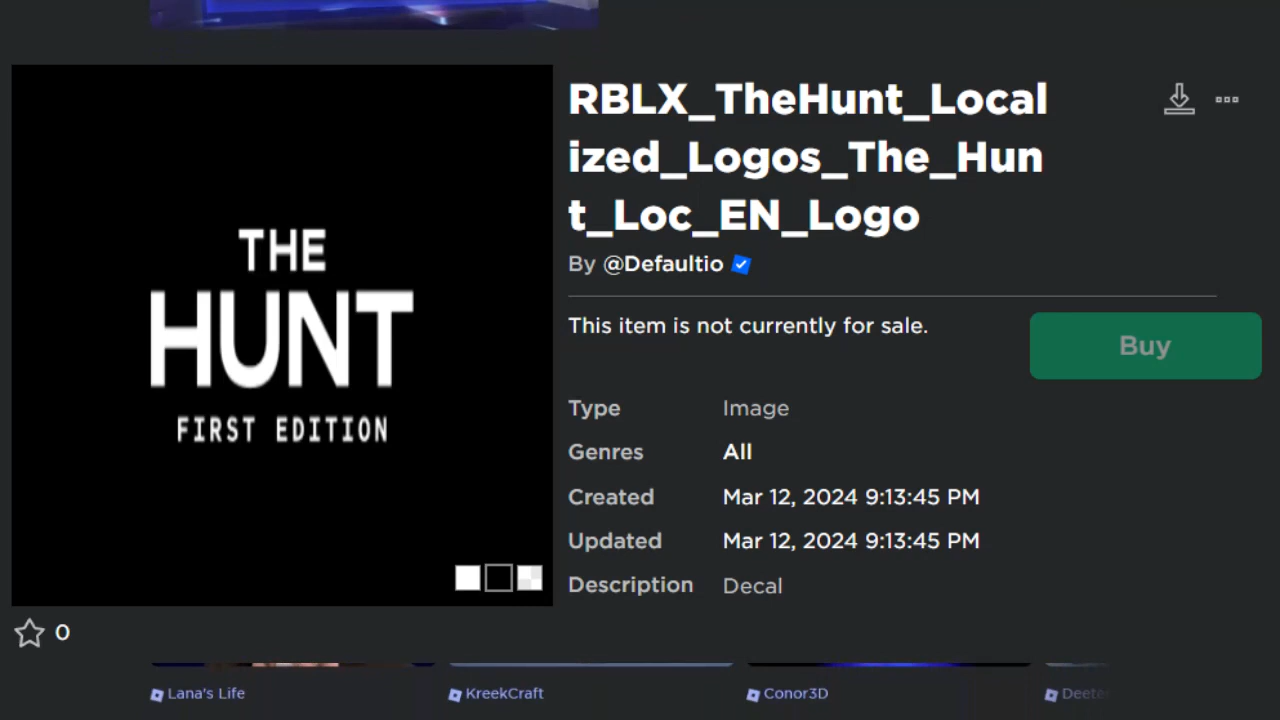 THE
HUNT
FIRST EDITION
RBLX_TheHunt_Local
ized_Logos_The_Hun
t_Loc_EN_Logo
By @Defaultio
This item is not currently for sale.
Buy
Type Image
Genres All
Created Mar 12, 2024 9:13:45 PM
Updated Mar 12, 2024 9:13:45 PM
Description Decal
0
Lana's Life KreekCraft Conor3D